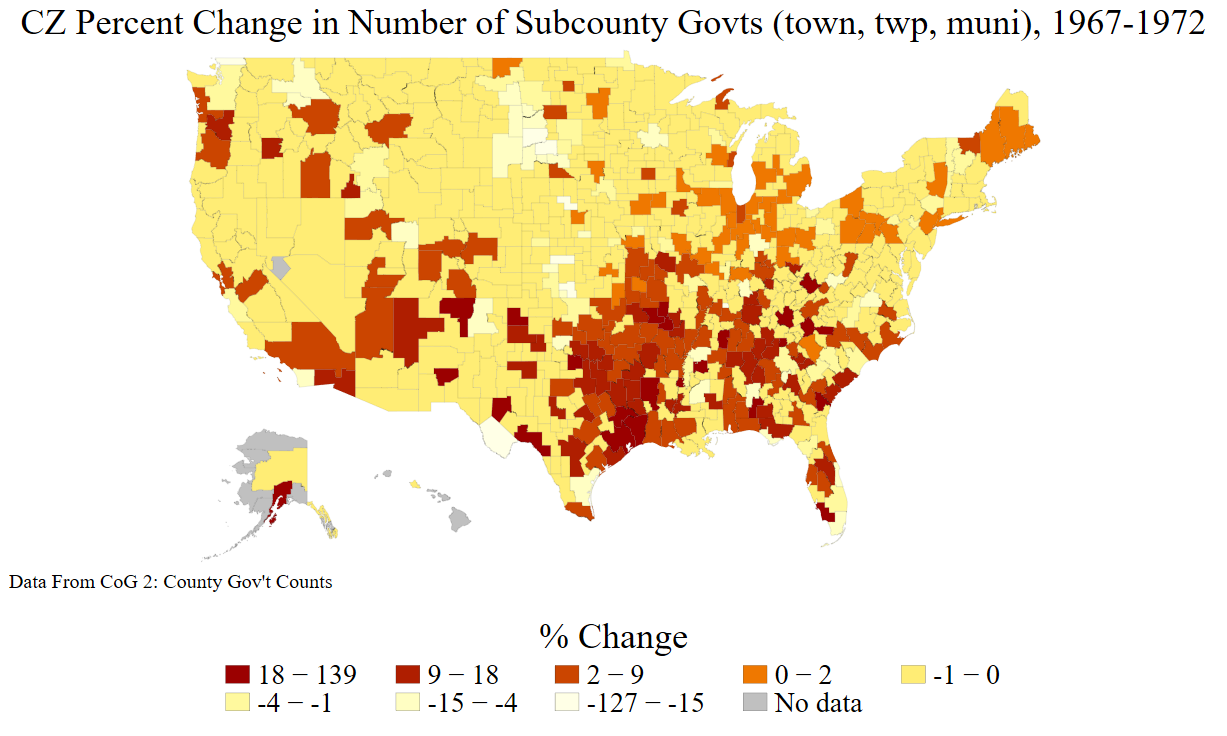 CZ Percent Change in Number of Subcounty Govts (town, twp, muni), 1967-1972
Data From CoG 2: County Gov't Counts
% Change
18 − 139 9 − 18 2 − 9 0 − 2 -1 − 0
-4 − -1 -15 − -4 -127 − -15 No data